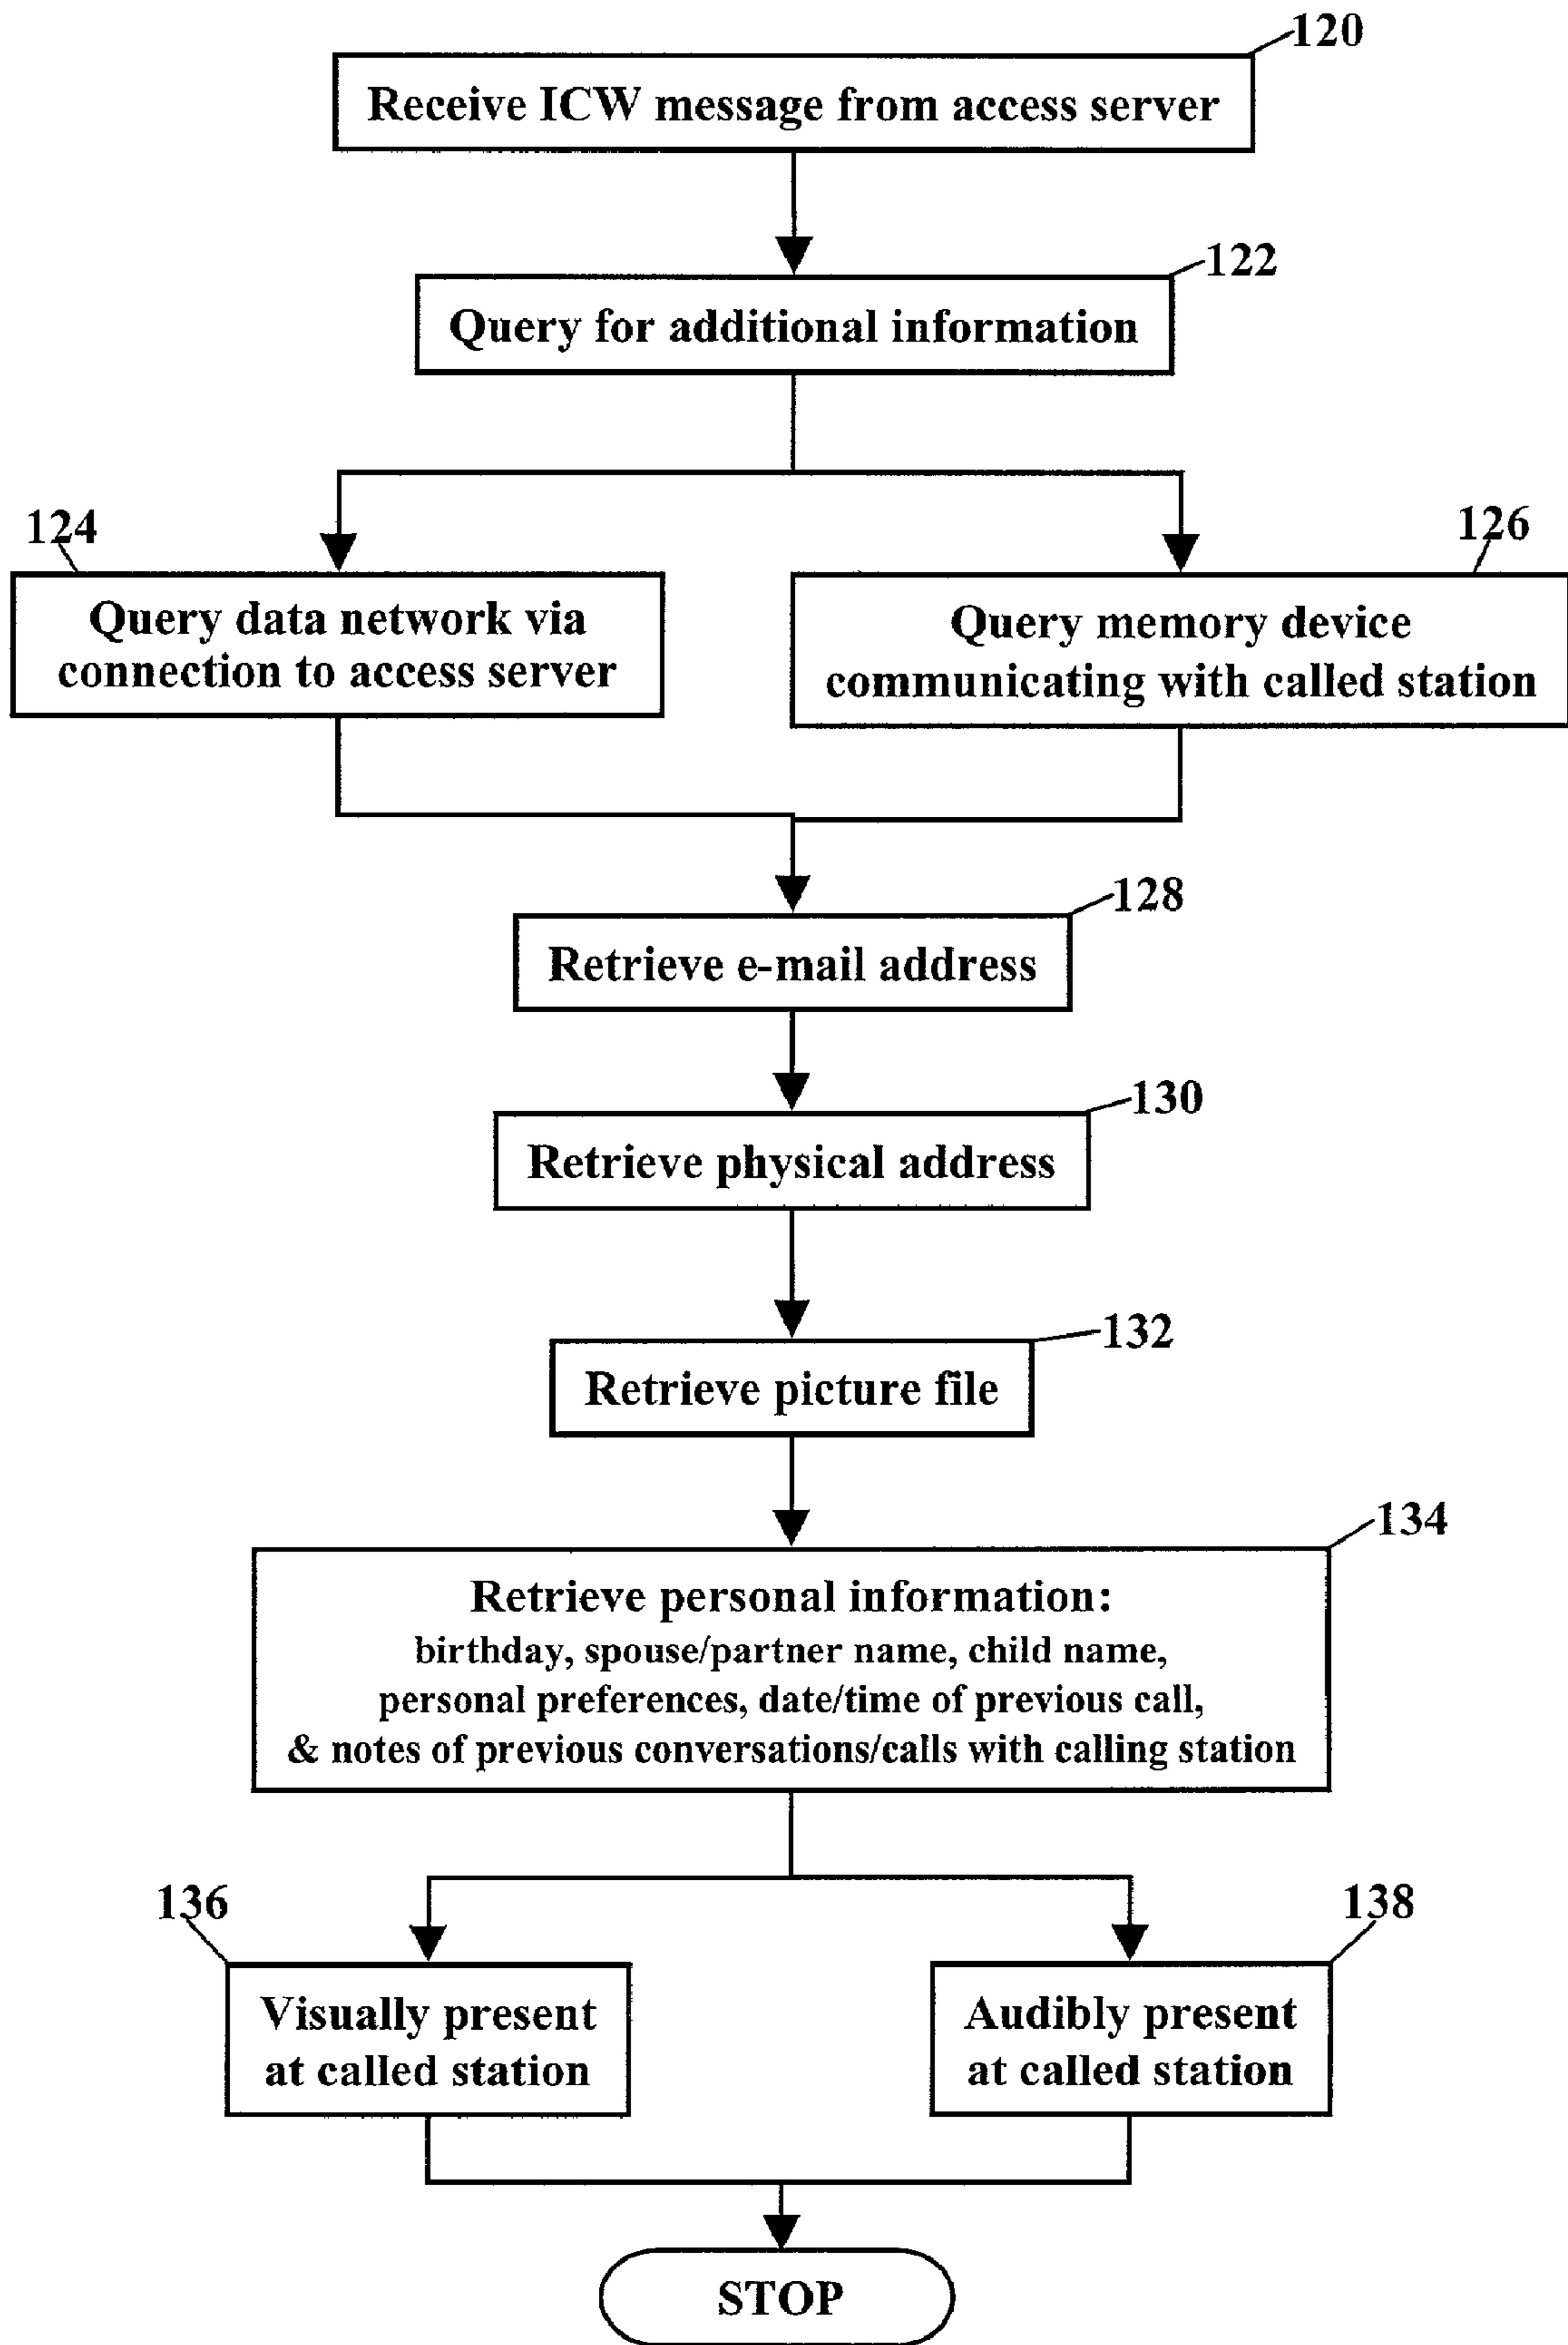 120
Receive ICW message from access server
122
Query for additional information
124
126
Query data network via
connection to access server
Query memory device
communicating with called station
128
Retrieve e-mail address
130
Retrieve physical address
132
Retrieve picture file
134
Retrieve personal information:
birthday, spouse/partner name, child name,
personal preferences, date/time of previous call,
& notes of previous conversations/calls with calling station
136
138
Visually present
at called station
Audibly present
at called station
STOP